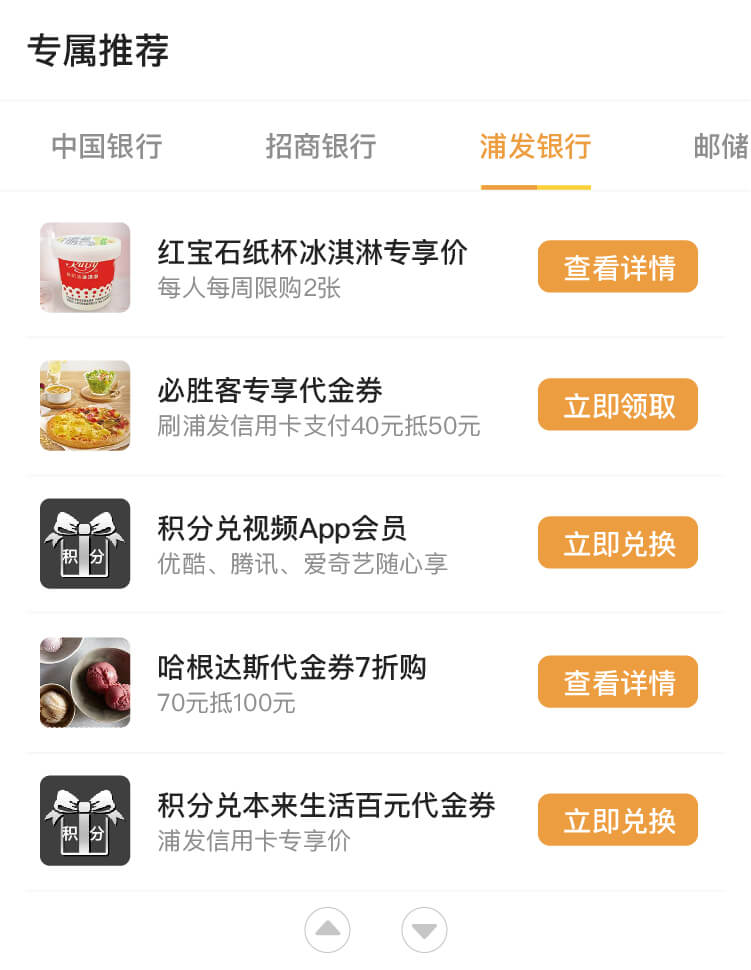 专属推荐
中国银行
招商银行
浦发银行
邮储
Ruby
红宝石纸杯冰淇淋专享价
每人每周限购2张
查看详情
必胜客专享代金券
刷浦发信用卡支付40元抵50元
立即领取
积分
积分兑视频App会员
优酷、腾讯、爱奇艺随心享
立即兑换
哈根达斯代金券7折购
70元抵100元
查看详情
积分
积分兑本来生活百元代金券
浦发信用卡专享价
立即兑换